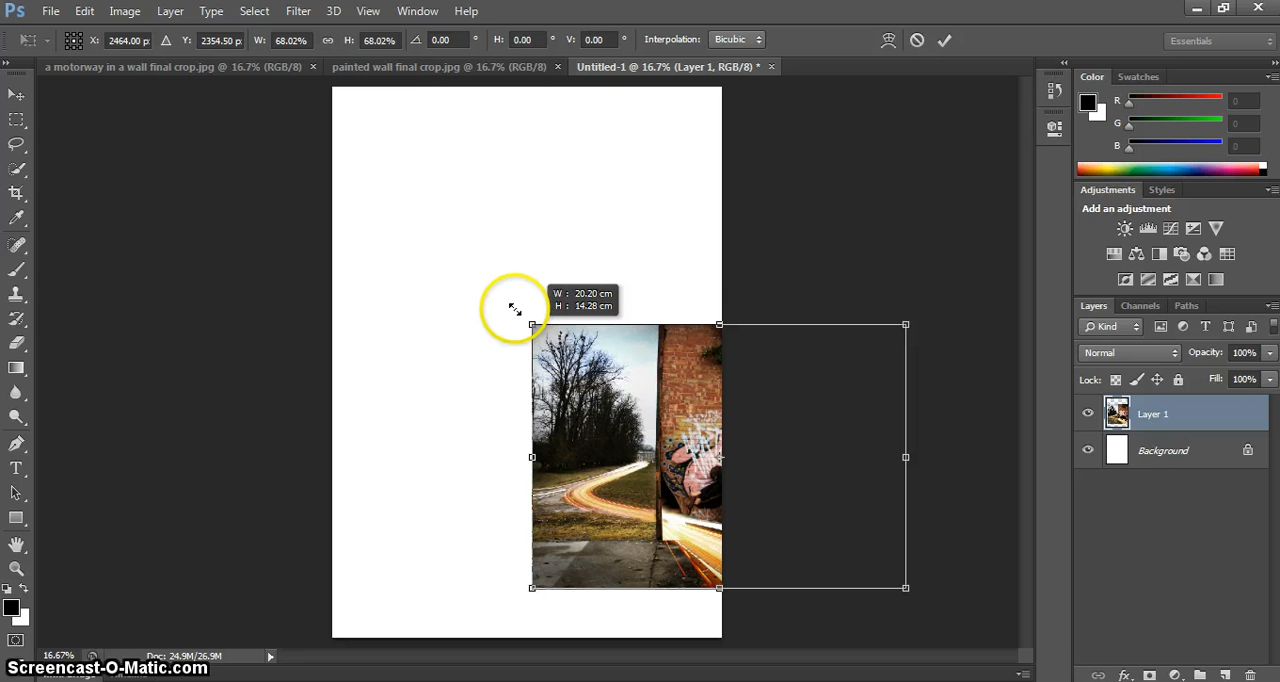 Ps File Edit Image Layer Type Select Filter 3D View Window Help
X: 2464.00 p: Y: 2354.50 p: W: 68.02% H: 68.02% 0.00 ° H: 0.00 ° V: 0.00 ° Interpolation: Bicubic Essentials
a motorway in a wall final crop.jpg @ 16.7% (RGB/8) × painted wall final crop.jpg @ 16.7% (RGB/8) × Untitled-1 @ 16.7% (Layer 1, RGB/8) * ×
Color Swatches
R 0
G 0
B 0
Adjustments Styles
Add an adjustment
W : 20.20 cm
H : 14.28 cm
Layers Channels Paths
Kind
Normal Opacity: 100%
Lock: Fill: 100%
Layer 1
Background
16.67% Doc: 24.9M/26.9M
Screencast-O-Matic.com